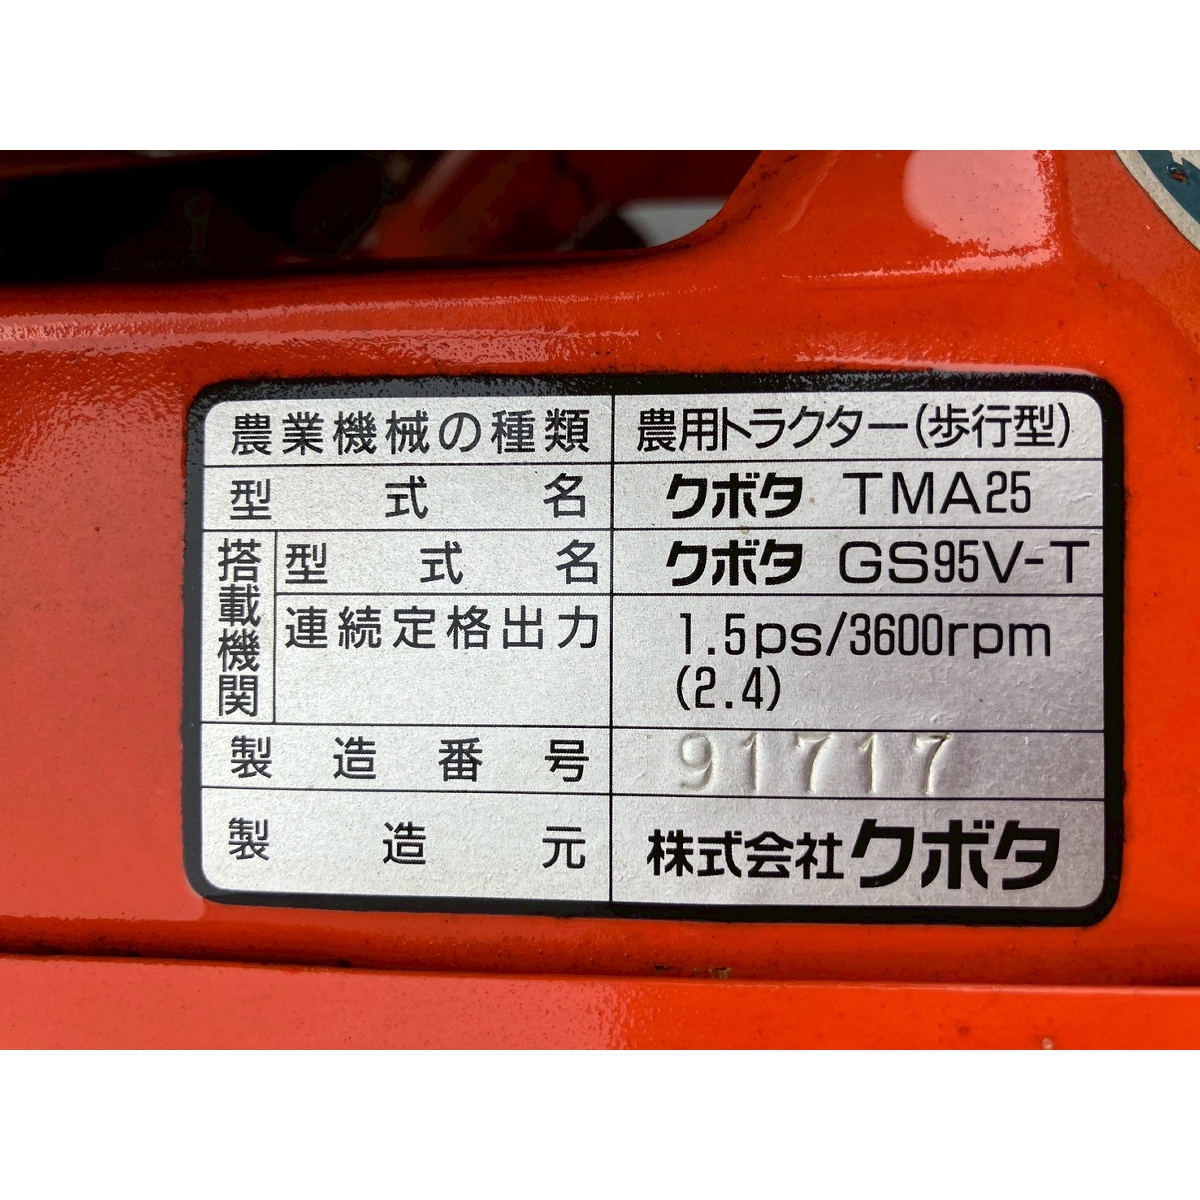 農業機械の種類 農用トラクター(歩行型)
型式名 クボタ TMA25
搭載機関 型式名 クボタ GS95V-T
連続定格出力 1.5ps/3600rpm
(2.4)
製造番号 91717
製造元 株式会社クボタ